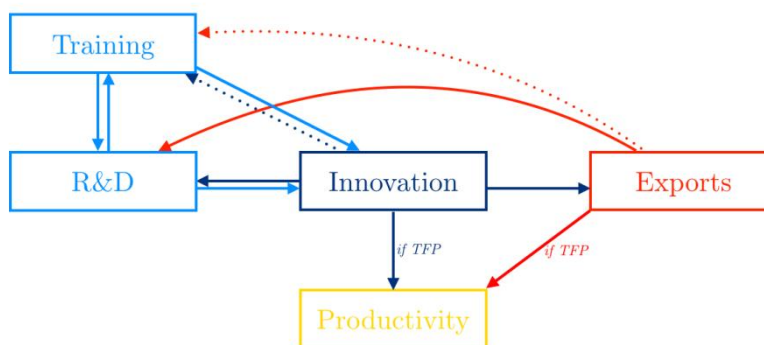 Training
R&D
Innovation
Exports
if TFP
if TFP
Productivity